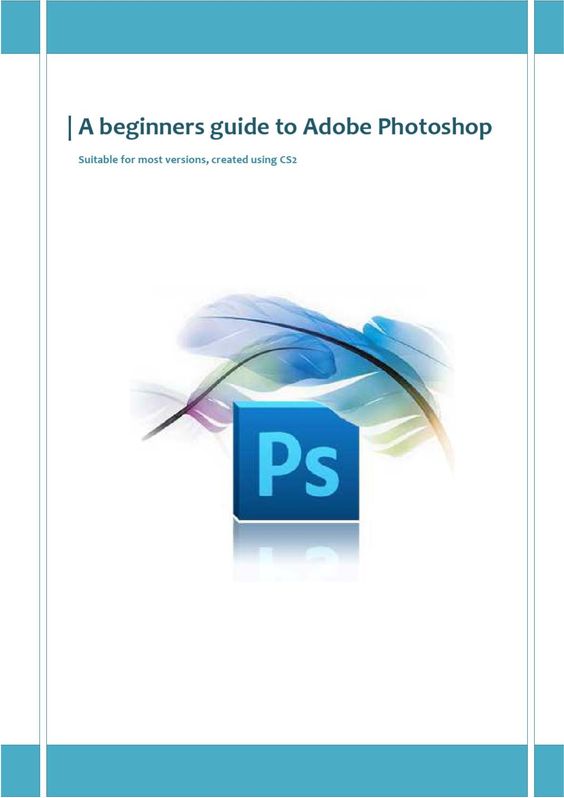 A beginners guide to Adobe Photoshop
Suitable for most versions, created using CS2
Ps